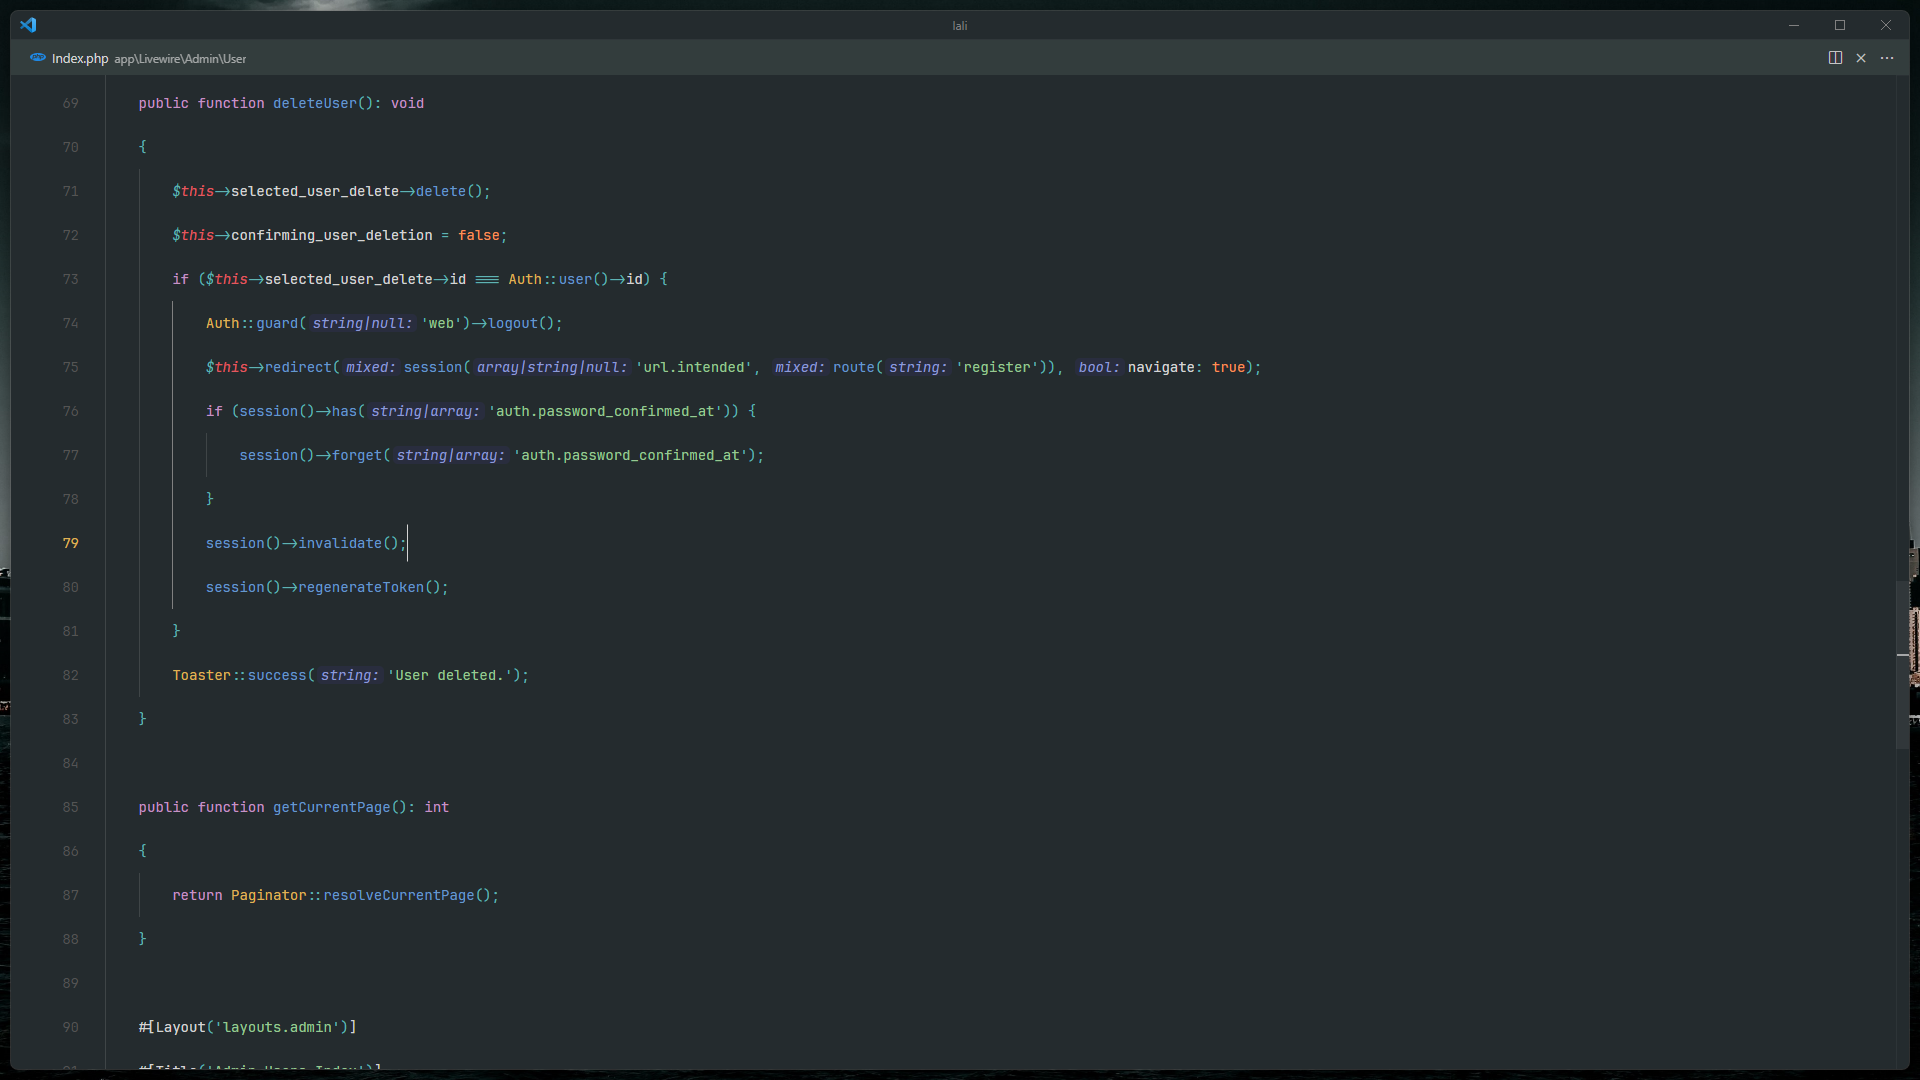 lali
Index.php app\Livewire\Admin\User
69 public function deleteUser(): void
70 {
71 $this->selected_user_delete->delete();
72 $this->confirming_user_deletion = false;
73 if ($this->selected_user_delete->id === Auth::user()->id) {
74 Auth::guard(string|null: 'web')->logout();
75 $this->redirect(mixed: session(array|string|null: 'url.intended', mixed: route(string: 'register')), bool: navigate: true);
76 if (session()->has(string|array: 'auth.password_confirmed_at')) {
77 session()->forget(string|array: 'auth.password_confirmed_at');
78 }
79 session()->invalidate();
80 session()->regenerateToken();
81 }
82 Toaster::success(string: 'User deleted.');
83 }
84
85 public function getCurrentPage(): int
86 {
87 return Paginator::resolveCurrentPage();
88 }
89
90 #[Layout('layouts.admin')]
91 #[Title('Admin Users Index')]